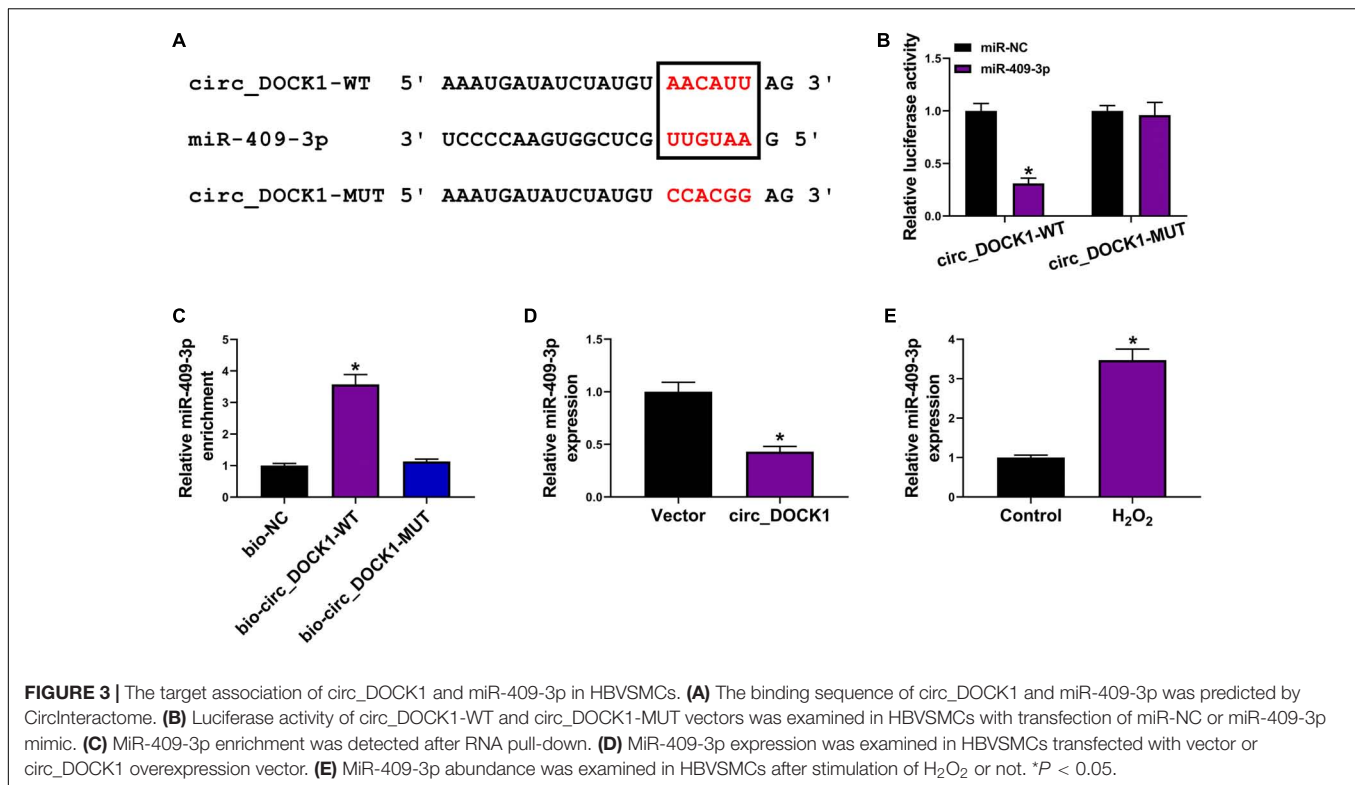 A
circ_DOCK1-WT 5' AAAUGAUAUCUAUGU AACAUU AG 3'
miR-409-3p 3' UCCCCAAGUGGCUCG UUGUAA G 5'
circ_DOCK1-MUT 5' AAAUGAUAUCUAUGU CCACGG AG 3'
B
miR-NC
miR-409-3p
Relative luciferase activity
1.5
1.0
0.5
0.0
*
circ_DOCK1-WT
circ_DOCK1-MUT
C
Relative miR-409-3p
enrichment
5
4
3
2
1
0
*
bio-NC
bio-circ_DOCK1-WT
bio-circ_DOCK1-MUT
D
Relative miR-409-3p
expression
1.5
1.0
0.5
0.0
*
Vector
circ_DOCK1
E
Relative miR-409-3p
expression
4
3
2
1
0
*
Control
H₂O₂
FIGURE 3 | The target association of circ_DOCK1 and miR-409-3p in HBVSMCs. (A) The binding sequence of circ_DOCK1 and miR-409-3p was predicted by
CircInteractome. (B) Luciferase activity of circ_DOCK1-WT and circ_DOCK1-MUT vectors was examined in HBVSMCs with transfection of miR-NC or miR-409-3p
mimic. (C) MiR-409-3p enrichment was detected after RNA pull-down. (D) MiR-409-3p expression was examined in HBVSMCs transfected with vector or
circ_DOCK1 overexpression vector. (E) MiR-409-3p abundance was examined in HBVSMCs after stimulation of H₂O₂ or not. *P < 0.05.